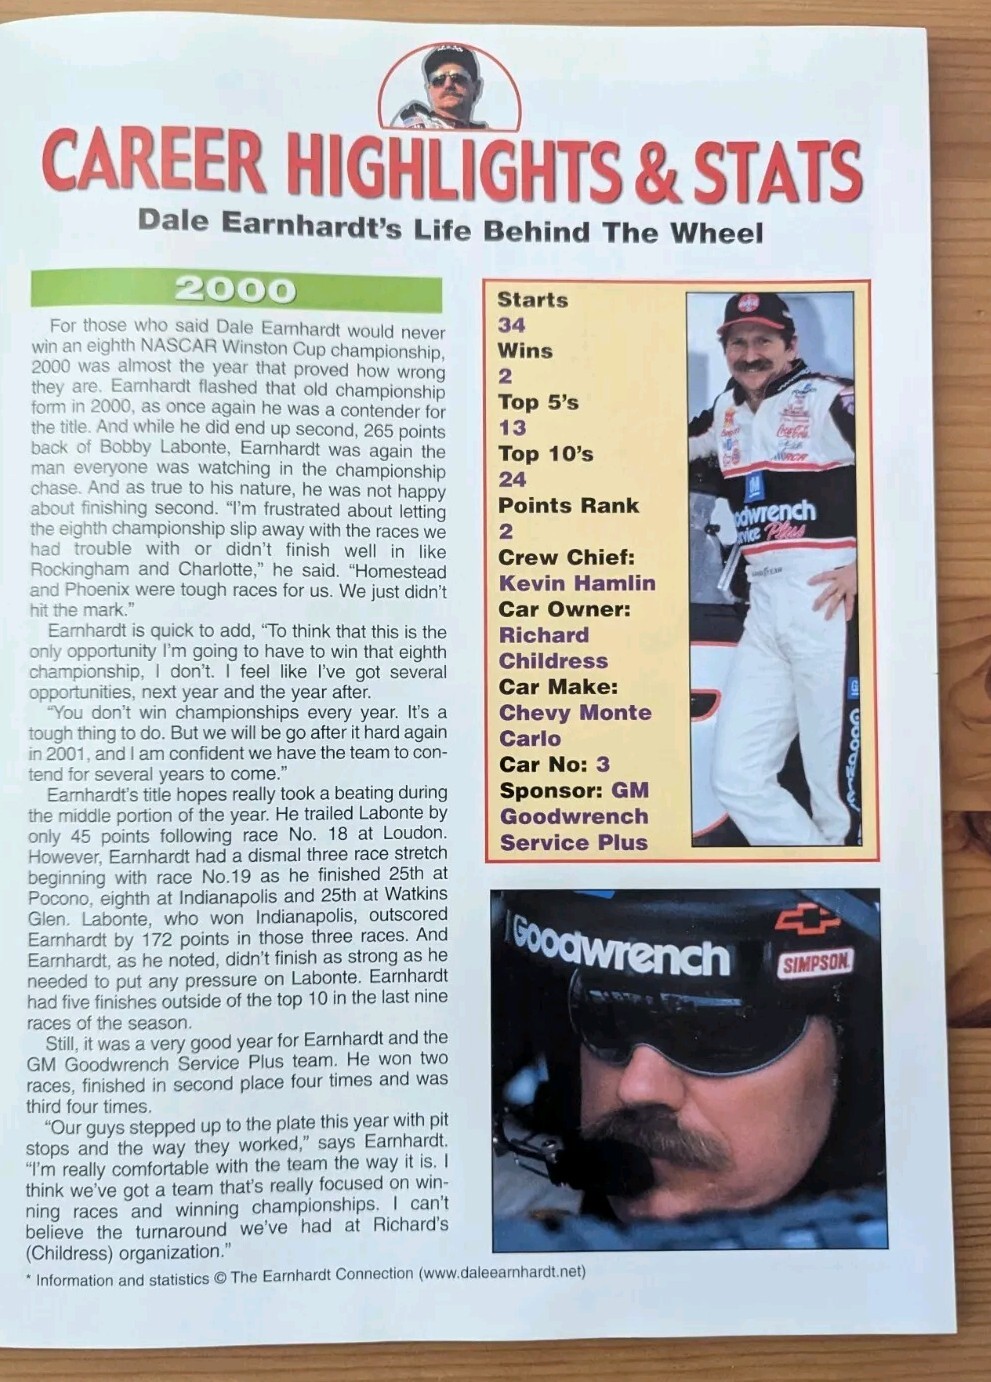 CAREER HIGHLIGHTS & STATS
Dale Earnhardt's Life Behind The Wheel
2000
For those who said Dale Earnhardt would never
win an eighth NASCAR Winston Cup championship,
2000 was almost the year that proved how wrong
they are. Earnhardt flashed that old championship
form in 2000, as once again he was a contender for
the title. And while he did end up second, 265 points
back of Bobby Labonte, Earnhardt was again the
man everyone was watching in the championship
chase. And as true to his nature, he was not happy
about finishing second. “I'm frustrated about letting
the eighth championship slip away with the races we
had trouble with or didn't finish well in like
Rockingham and Charlotte,” he said. “Homestead
and Phoenix were tough races for us. We just didn't
hit the mark.”
Earnhardt is quick to add, “To think that this is the
only opportunity I'm going to have to win that eighth
championship, I don't. I feel like I've got several
opportunities, next year and the year after.
“You don't win championships every year. It's a
tough thing to do. But we will be go after it hard again
in 2001, and I am confident we have the team to con-
tend for several years to come.”
Earnhardt's title hopes really took a beating during
the middle portion of the year. He trailed Labonte by
only 45 points following race No. 18 at Loudon.
However, Earnhardt had a dismal three race stretch
beginning with race No.19 as he finished 25th at
Pocono, eighth at Indianapolis and 25th at Watkins
Glen. Labonte, who won Indianapolis, outscored
Earnhardt by 172 points in those three races. And
Earnhardt, as he noted, didn't finish as strong as he
needed to put any pressure on Labonte. Earnhardt
had five finishes outside of the top 10 in the last nine
races of the season.
Still, it was a very good year for Earnhardt and the
GM Goodwrench Service Plus team. He won two
races, finished in second place four times and was
third four times.
“Our guys stepped up to the plate this year with pit
stops and the way they worked,” says Earnhardt.
“I'm really comfortable with the team the way it is. I
think we've got a team that's really focused on win-
ning races and winning championships. I can't
believe the turnaround we've had at Richard's
(Childress) organization.”
* Information and statistics © The Earnhardt Connection (www.daleearnhardt.net)
Starts
34
Wins
2
Top 5's
13
Top 10's
24
Points Rank
2
Crew Chief:
Kevin Hamlin
Car Owner:
Richard
Childress
Car Make:
Chevy Monte
Carlo
Car No: 3
Sponsor: GM
Goodwrench
Service Plus
Coca-Cola
odwrench
rvice Plus
Goodwrench
SIMPSON